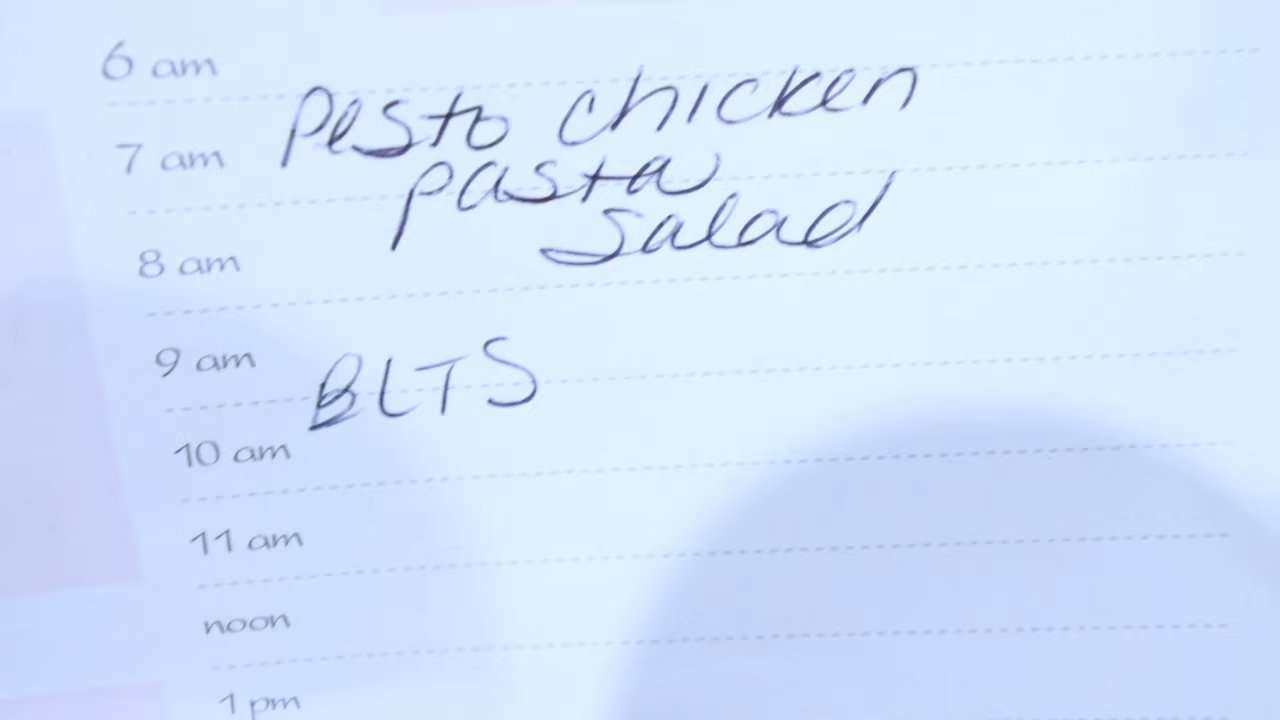 6 am
Pesto chicken
7 am
pasta
salad
8 am
9 am
BLTS
10 am
11 am
noon
1 pm